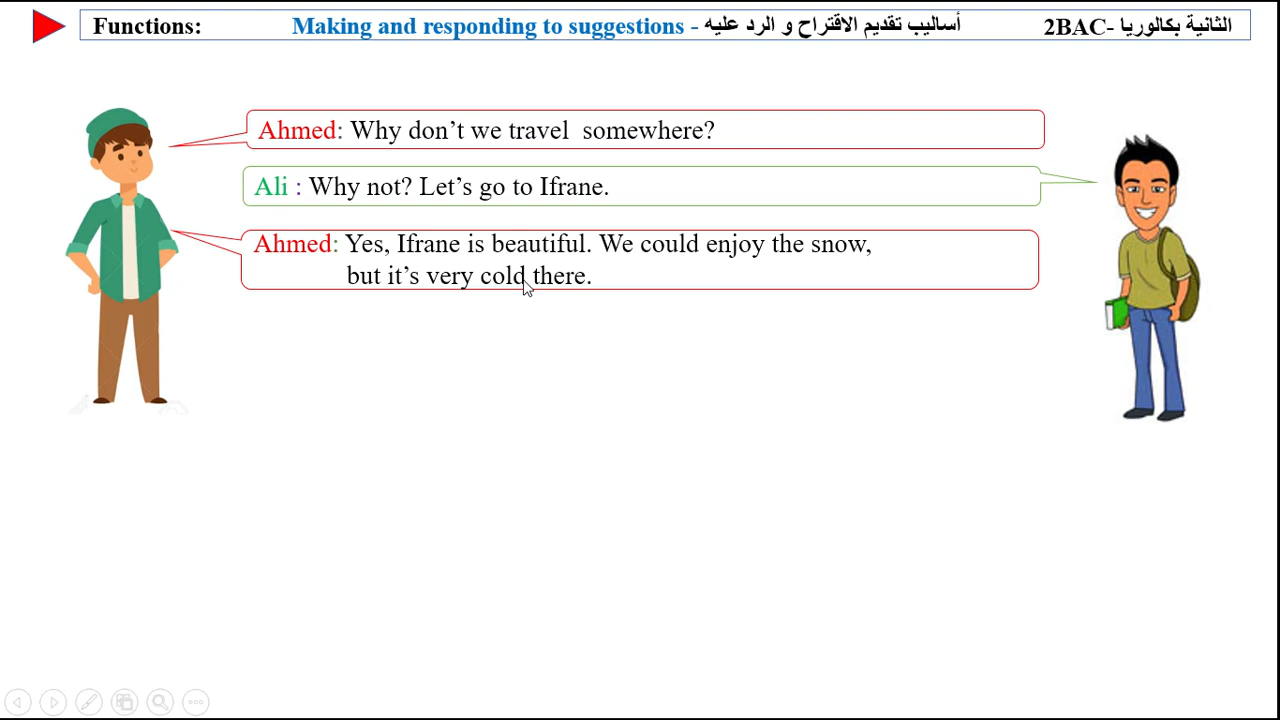 Functions: Making and responding to suggestions - أساليب تقديم الاقتراح و الرد عليه 2BAC- الثانية بكالوريا
Ahmed: Why don't we travel somewhere?
Ali : Why not? Let's go to Ifrane.
Ahmed: Yes, Ifrane is beautiful. We could enjoy the snow,
but it's very cold there.